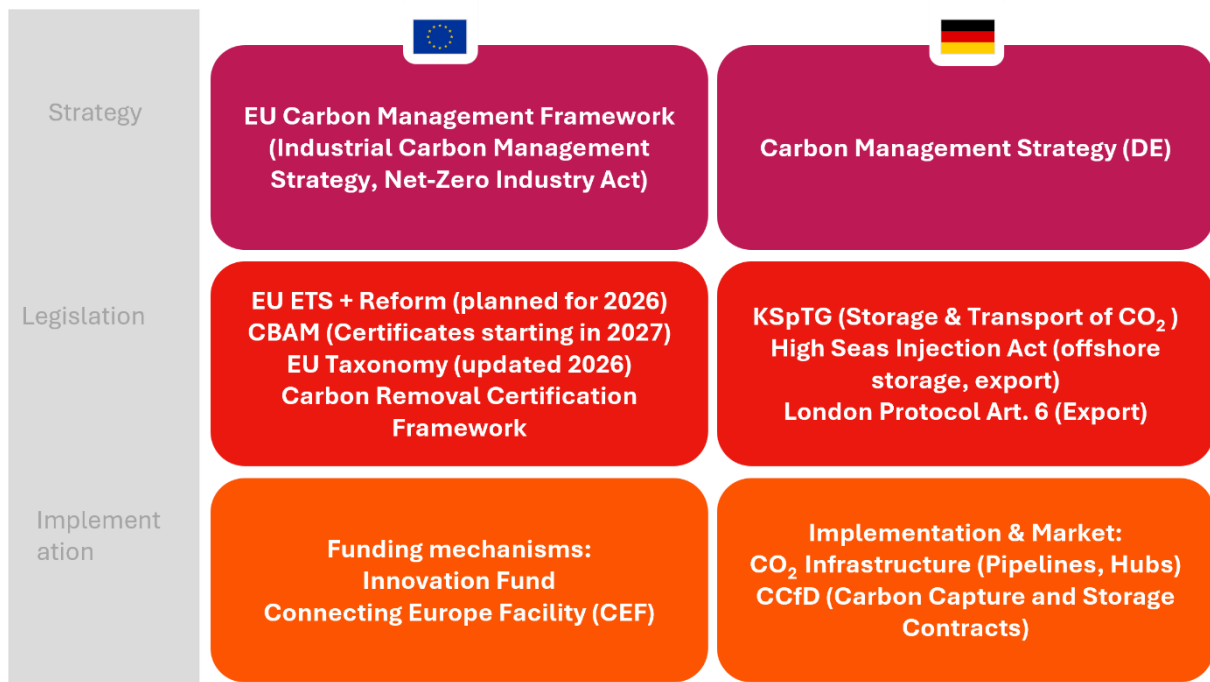 Strategy
EU Carbon Management Framework
(Industrial Carbon Management
Strategy, Net-Zero Industry Act)
Carbon Management Strategy (DE)
Legislation
EU ETS + Reform (planned for 2026)
CBAM (Certificates starting in 2027)
EU Taxonomy (updated 2026)
Carbon Removal Certification
Framework
KSpTG (Storage & Transport of CO₂ )
High Seas Injection Act (offshore
storage, export)
London Protocol Art. 6 (Export)
Implement
ation
Funding mechanisms:
Innovation Fund
Connecting Europe Facility (CEF)
Implementation & Market:
CO₂ Infrastructure (Pipelines, Hubs)
CCfD (Carbon Capture and Storage
Contracts)